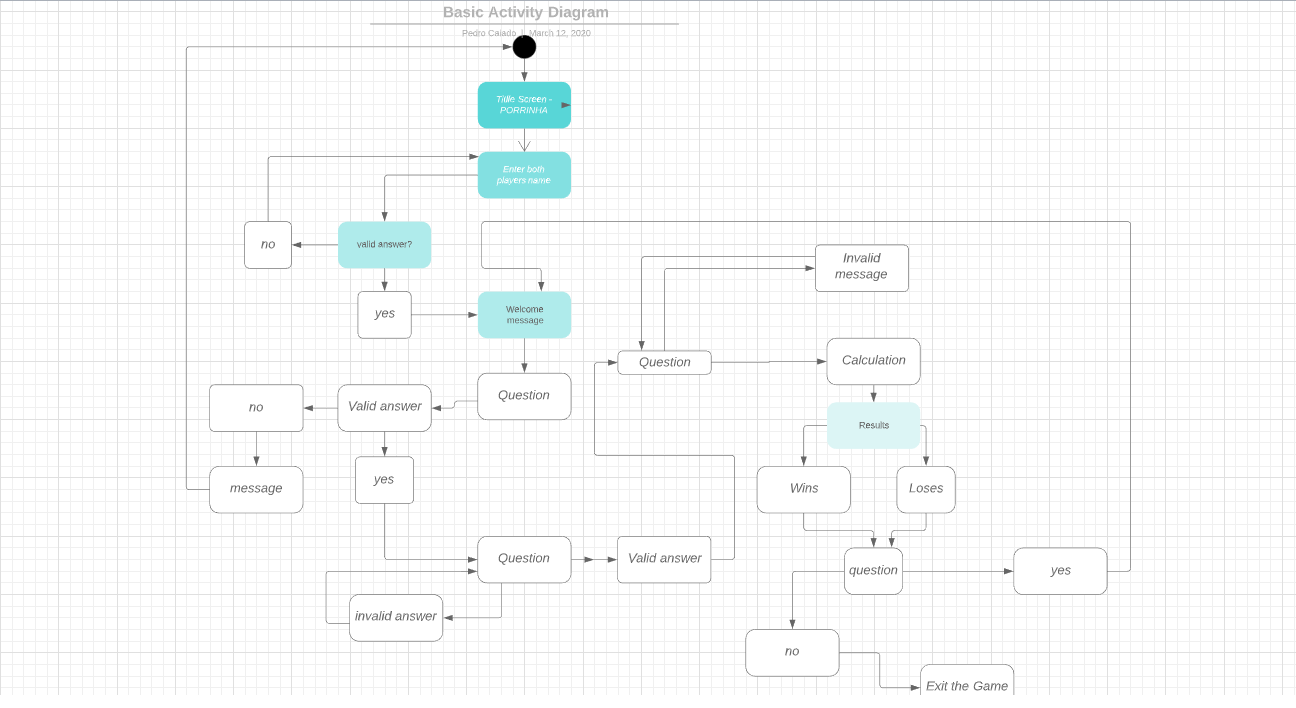 Basic Activity Diagram
Pedro Caiado | March 12, 2020
Title Screen -
PORRINHA
Enter both
players name
no
valid answer?
yes
Welcome
message
Invalid
message
Question
Calculation
Question
Valid answer
no
Results
yes
message
Wins
Loses
Question
Valid answer
question
yes
invalid answer
no
Exit the Game